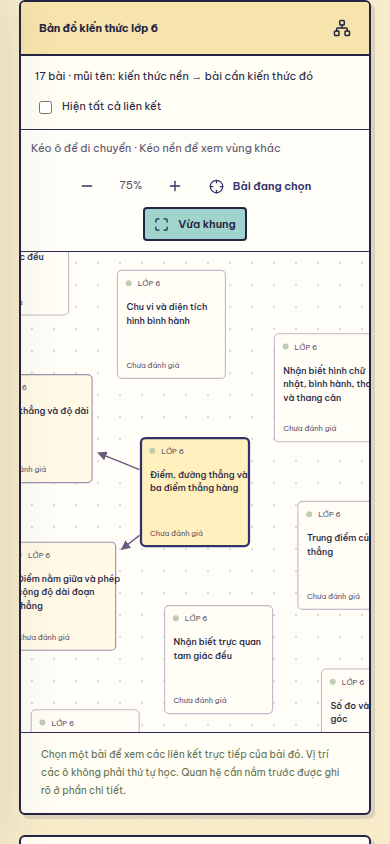 Bản đồ kiến thức lớp 6
17 bài · mũi tên: kiến thức nền → bài cần kiến thức đó
Hiện tất cả liên kết
Kéo ô để di chuyển · Kéo nền để xem vùng khác
− 75% + Bài đang chọn
Vừa khung
c đều
LỚP 6
Chu vi và diện tích
hình bình hành
Chưa đánh giá
LỚP 6
Nhận biết hình chữ
nhật, bình hành, tho
và thang cân
Chưa đánh giá
6
thẳng và độ dài
ánh giá
LỚP 6
Điểm, đường thẳng và
ba điểm thẳng hàng
Chưa đánh giá
LỚP 6
Trung điểm củ
thẳng
Chưa đánh giá
LỚP 6
Điểm nằm giữa và phép
cộng độ dài đoạn
thẳng
Chưa đánh giá
LỚP 6
Nhận biết trực quan
tam giác đều
Chưa đánh giá
LỚP 6
Số đo và
góc
LỚP 6
Chọn một bài để xem các liên kết trực tiếp của bài đó. Vị trí
các ô không phải thứ tự học. Quan hệ cần nắm trước được ghi
rõ ở phần chi tiết.